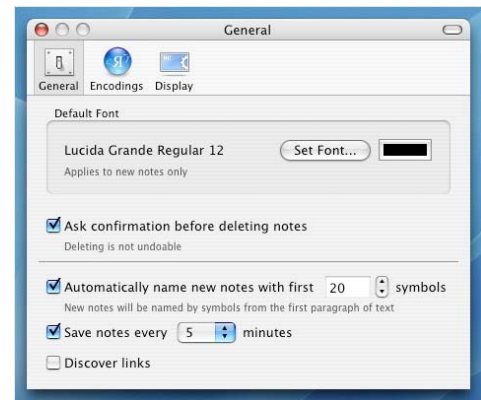 General
General Encodings Display
Default Font
Lucida Grande Regular 12 Set Font...
Applies to new notes only
Ask confirmation before deleting notes
Deleting is not undoable
Automatically name new notes with first 20 symbols
New notes will be named by symbols from the first paragraph of text
Save notes every 5 minutes
Discover links